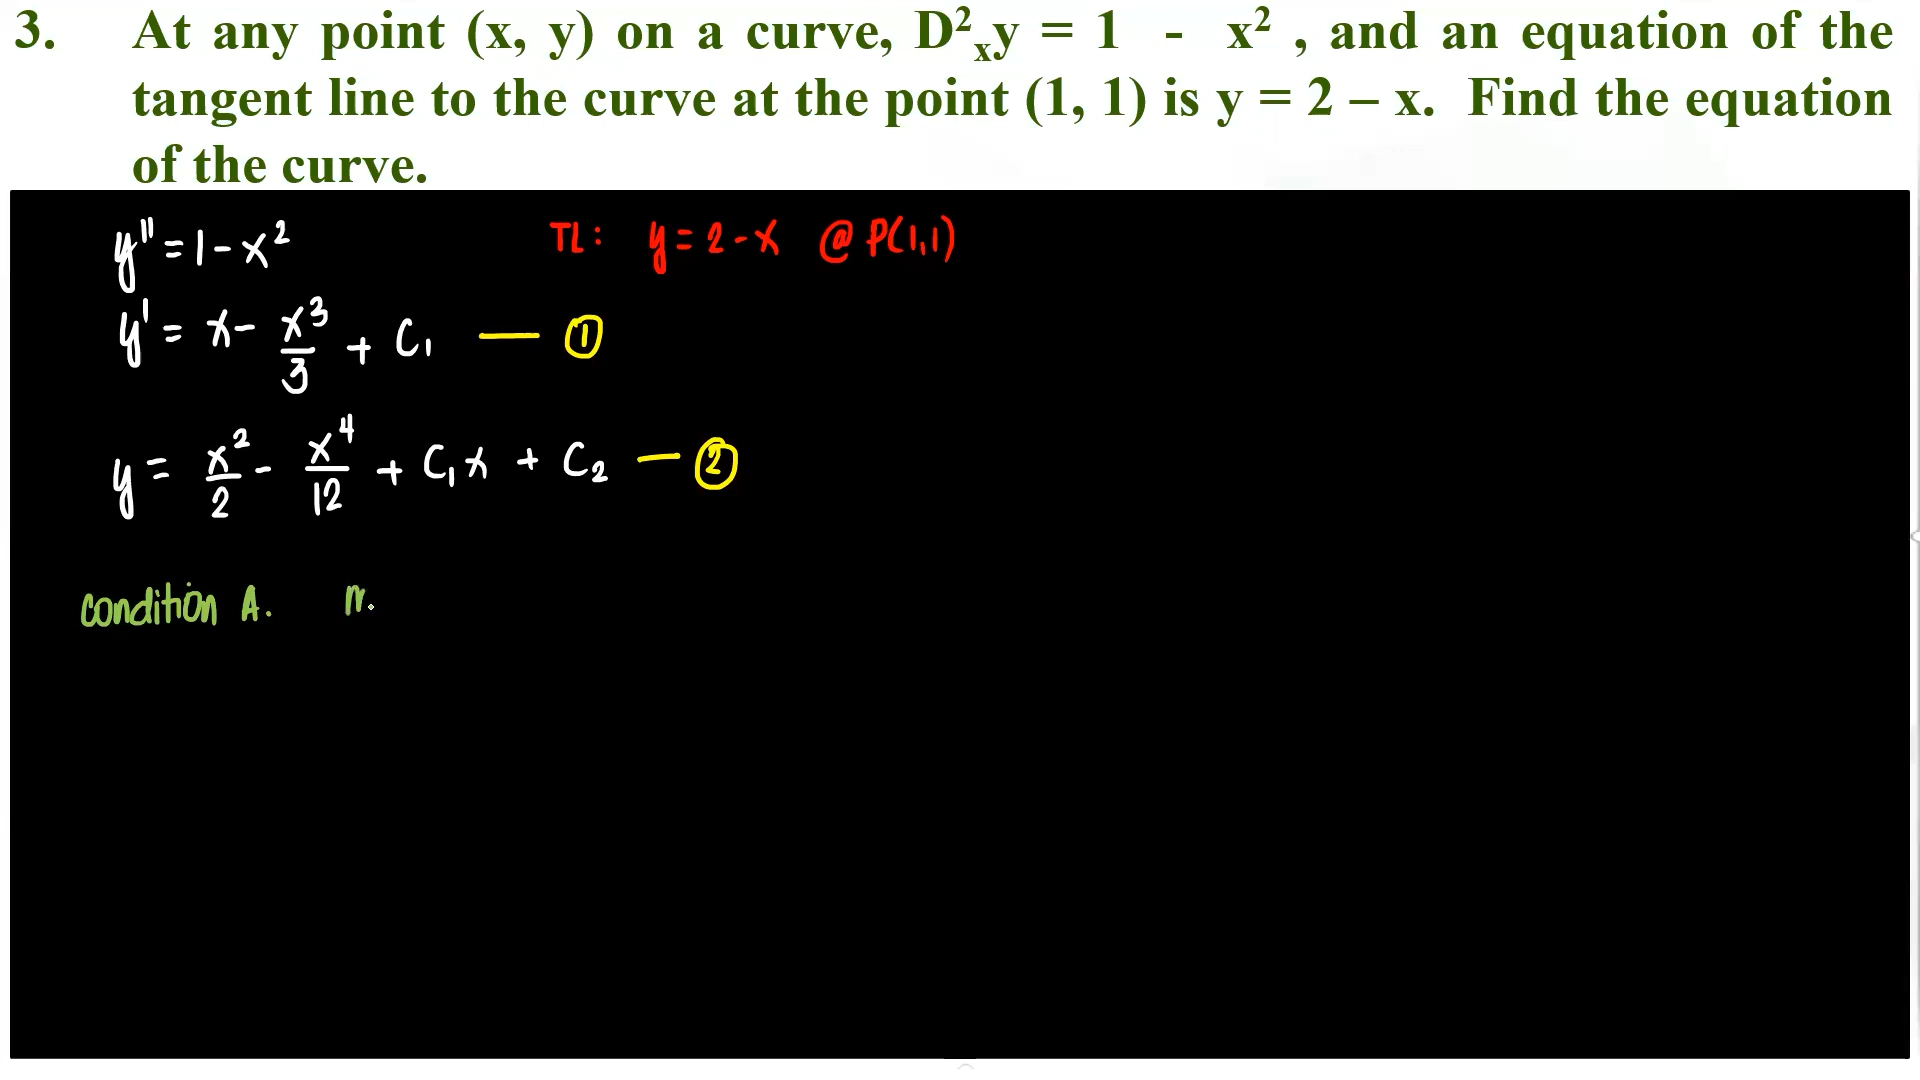 3. At any point (x, y) on a curve, D²ₓy = 1 - x² , and an equation of the
tangent line to the curve at the point (1, 1) is y = 2 – x. Find the equation
of the curve.
y'' = 1 - x²
TL: y = 2 - x @ P(1,1)
y' = x - x³/3 + C₁ — ①
y = x²/2 - x⁴/12 + C₁x + C₂ — ②
condition A.